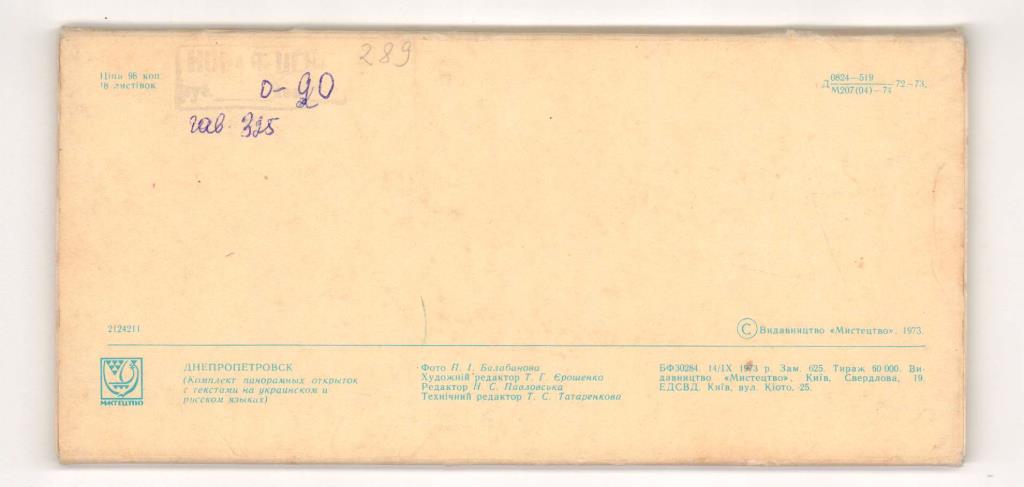 289
Ціна 96 коп.
18 листівок
0-20
гав. 325
Д 0824—519
М207(04)—74 72—73.
2124211
© Видавництво «Мистецтво», 1973.
МИСТЕЦТВО
ДНЕПРОПЕТРОВСК
(Комплект панорамных открыток
с текстами на украинском и
русском языках)
Фото П. І. Балабанова
Художній редактор Т. Г. Єрошенко
Редактор Н. С. Павловська
Технічний редактор Т. С. Татаренкова
БФ30284. 14/IX 1973 р. Зам. 625. Тираж 60 000. Ви-
давництво «Мистецтво», Київ, Свердлова, 19.
ЕДСВД. Київ, вул. Кіото, 25.